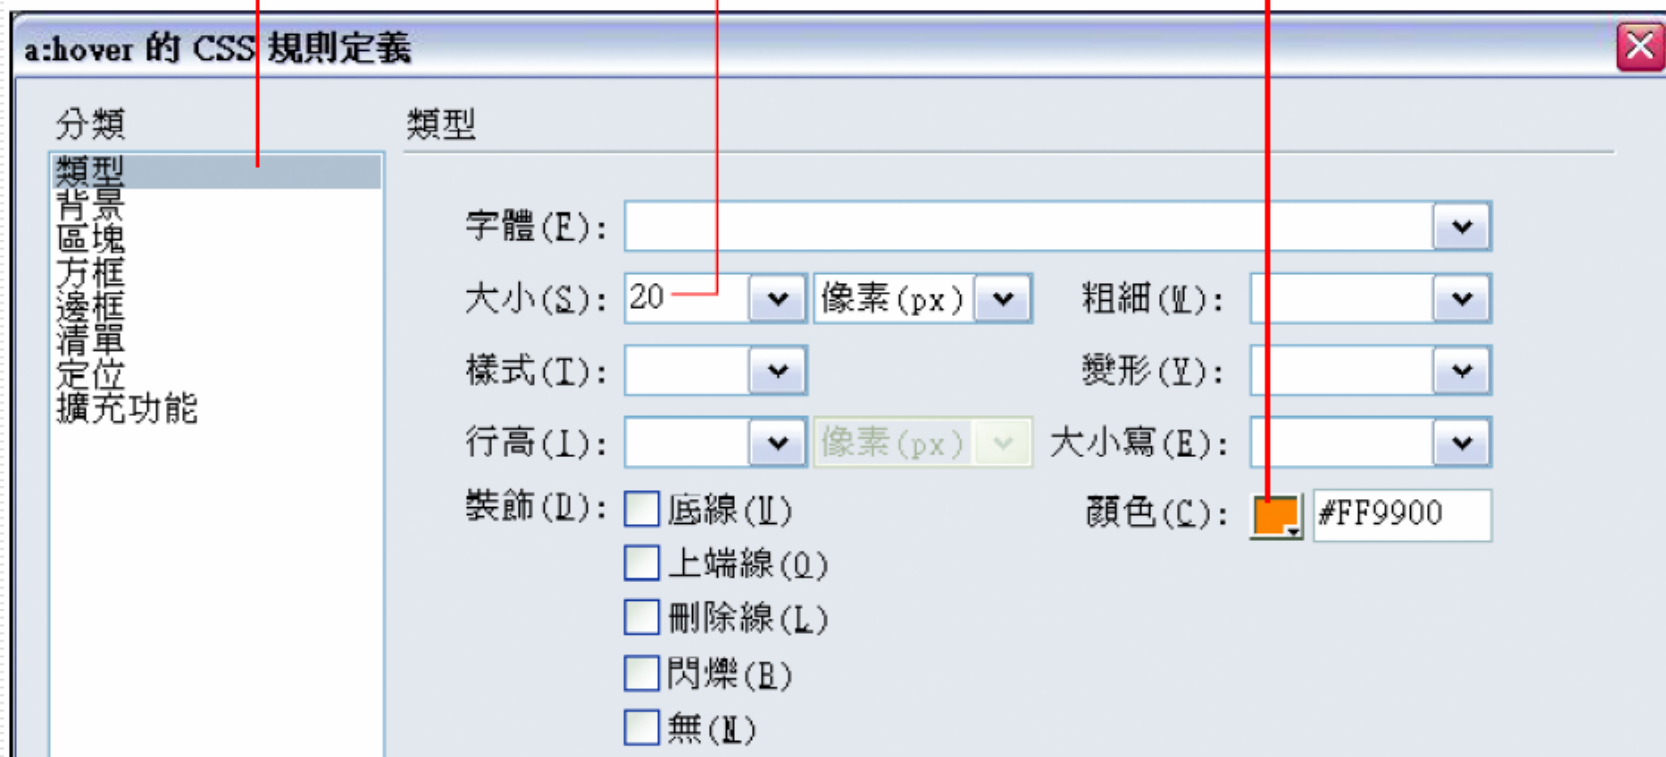 a:hover 的 CSS 規則定義
分類
類型
背景
區塊
方框
邊框
清單
定位
擴充功能
類型
字體(F):
大小(S): 20 像素(px) 粗細(W):
樣式(T): 變形(V):
行高(I): 像素(px) 大小寫(E):
裝飾(D): 底線(U) 顏色(C): #FF9900
上端線(O)
刪除線(L)
閃爍(B)
無(N)